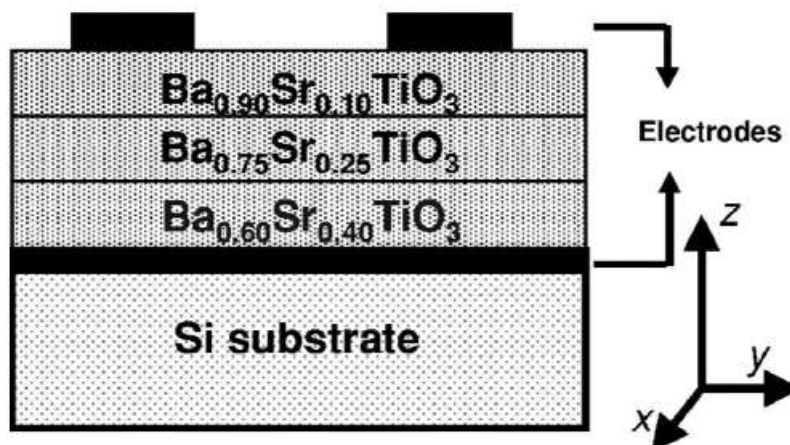 Ba0.90Sr0.10TiO3
Ba0.75Sr0.25TiO3
Electrodes
Ba0.60Sr0.40TiO3
z
Si substrate
y
x